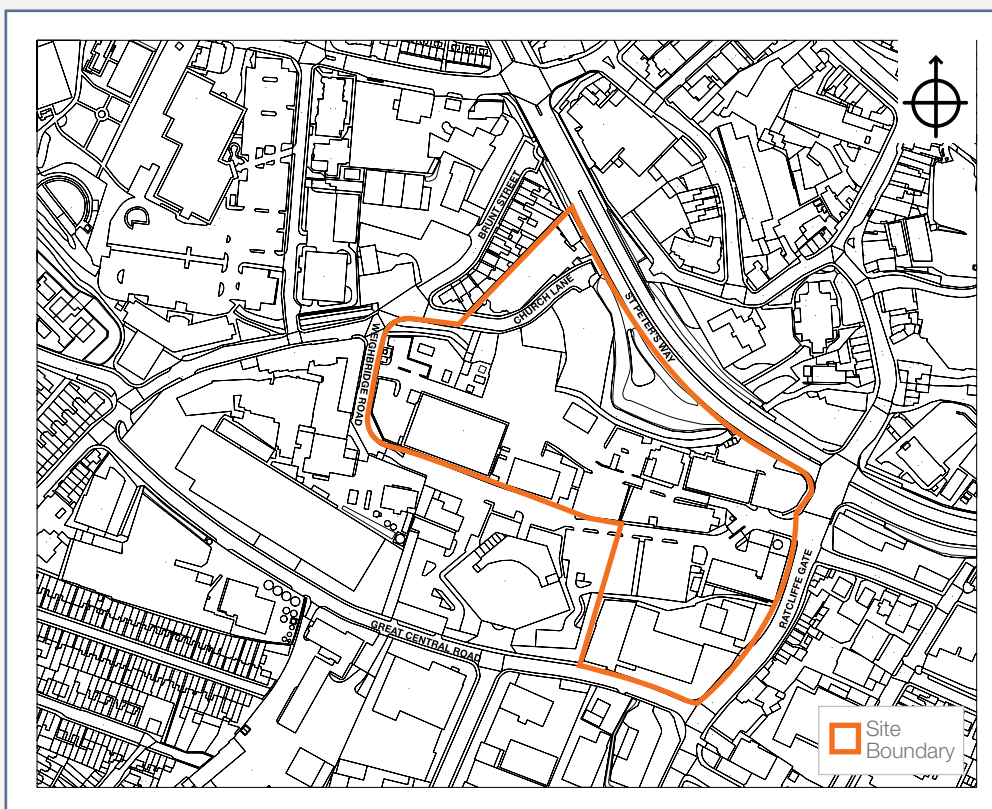 BRUNT STREET
CHURCH LANE
ST PETER'S WAY
WEIGHBRIDGE ROAD
RATCLIFFE GATE
GREAT CENTRAL ROAD
Site
Boundary